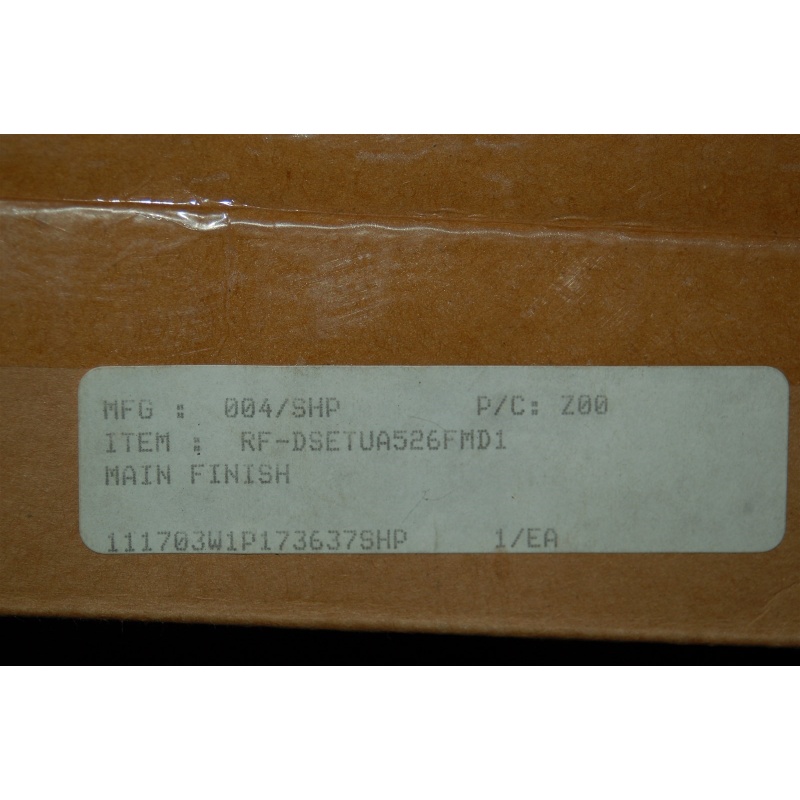 MFG : 004/SHP P/C: Z00
ITEM : RF-DSETUA526FMD1
MAIN FINISH
111703W1P173637SHP 1/EA